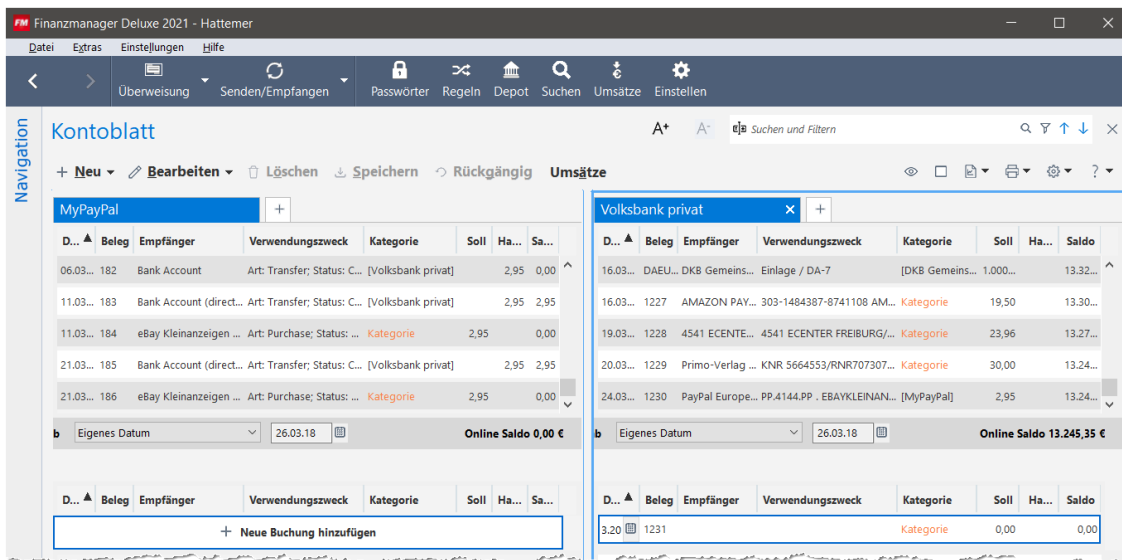 FM Finanzmanager Deluxe 2021 - Hattemer
Datei Extras Einstellungen Hilfe
Überweisung Senden/Empfangen Passwörter Regeln Depot Suchen Umsätze Einstellen
Navigation
Kontoblatt A+ A- Suchen und Filtern
+ Neu Bearbeiten Löschen Speichern Rückgängig Umsätze ?
MyPayPal +
D... Beleg Empfänger Verwendungszweck Kategorie Soll Ha... Sa...
06.03... 182 Bank Account Art: Transfer; Status: C... [Volksbank privat] 2,95 0,00
11.03... 183 Bank Account (direct... Art: Transfer; Status: C... [Volksbank privat] 2,95 2,95
11.03... 184 eBay Kleinanzeigen ... Art: Purchase; Status: ... Kategorie 2,95 0,00
21.03... 185 Bank Account (direct... Art: Transfer; Status: C... [Volksbank privat] 2,95 2,95
21.03... 186 eBay Kleinanzeigen ... Art: Purchase; Status: ... Kategorie 2,95 0,00
b Eigenes Datum 26.03.18 Online Saldo 0,00 €
D... Beleg Empfänger Verwendungszweck Kategorie Soll Ha... Sa...
+ Neue Buchung hinzufügen
Volksbank privat × +
D... Beleg Empfänger Verwendungszweck Kategorie Soll Ha... Saldo
16.03... DAEU... DKB Gemeins... Einlage / DA-7 [DKB Gemeins... 1.000... 13.32...
16.03... 1227 AMAZON PAY... 303-1484387-8741108 AM... Kategorie 19,50 13.30...
19.03... 1228 4541 ECENTE... 4541 ECENTER FREIBURG/... Kategorie 23,96 13.27...
20.03... 1229 Primo-Verlag ... KNR 5664553/RNR707307... Kategorie 30,00 13.24...
24.03... 1230 PayPal Europe... PP.4144.PP . EBAYKLEINAN... [MyPayPal] 2,95 13.24...
b Eigenes Datum 26.03.18 Online Saldo 13.245,35 €
D... Beleg Empfänger Verwendungszweck Kategorie Soll Ha... Saldo
3.20 1231 Kategorie 0,00 0,00